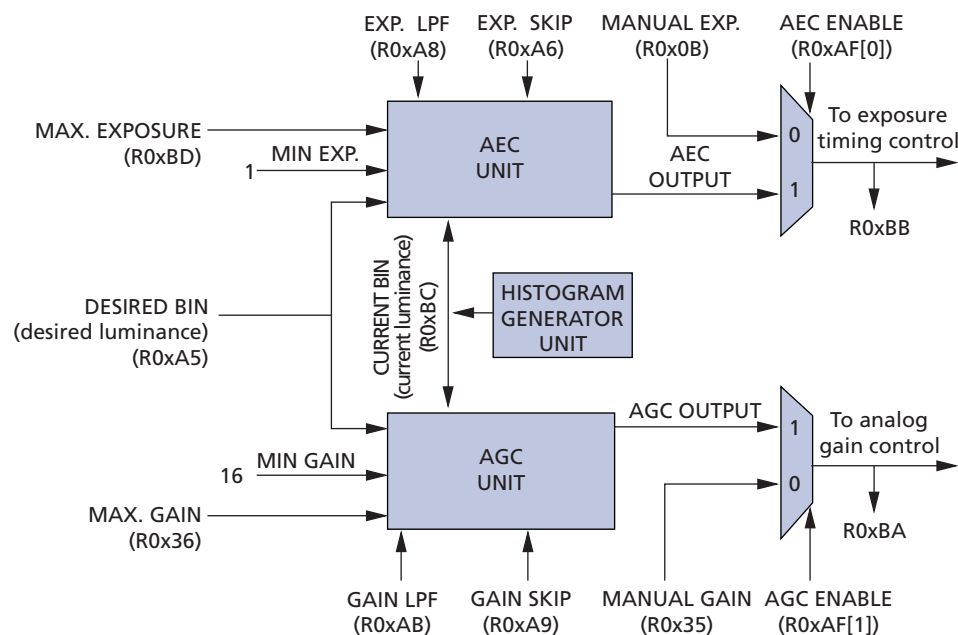 EXP. LPF
(R0xA8)
EXP. SKIP
(R0xA6)
MANUAL EXP.
(R0x0B)
AEC ENABLE
(R0xAF[0])
MAX. EXPOSURE
(R0xBD)
1
MIN EXP.
AEC
UNIT
AEC
OUTPUT
0
1
To exposure
timing control
R0xBB
DESIRED BIN
(desired luminance)
(R0xA5)
CURRENT BIN
(current luminance)
(R0xBC)
HISTOGRAM
GENERATOR
UNIT
16
MIN GAIN
MAX. GAIN
(R0x36)
AGC
UNIT
AGC OUTPUT
1
0
To analog
gain control
R0xBA
GAIN LPF
(R0xAB)
GAIN SKIP
(R0xA9)
MANUAL GAIN
(R0x35)
AGC ENABLE
(R0xAF[1])